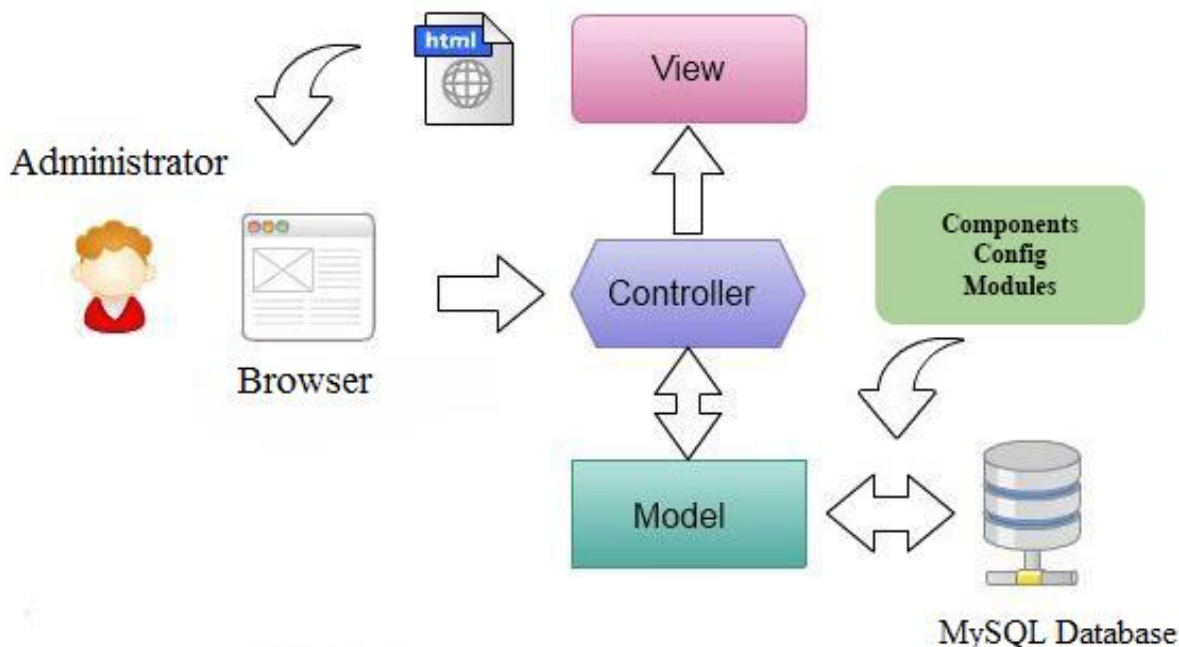 html
View
Administrator
Components
Config
Modules
Controller
Browser
Model
MySQL Database